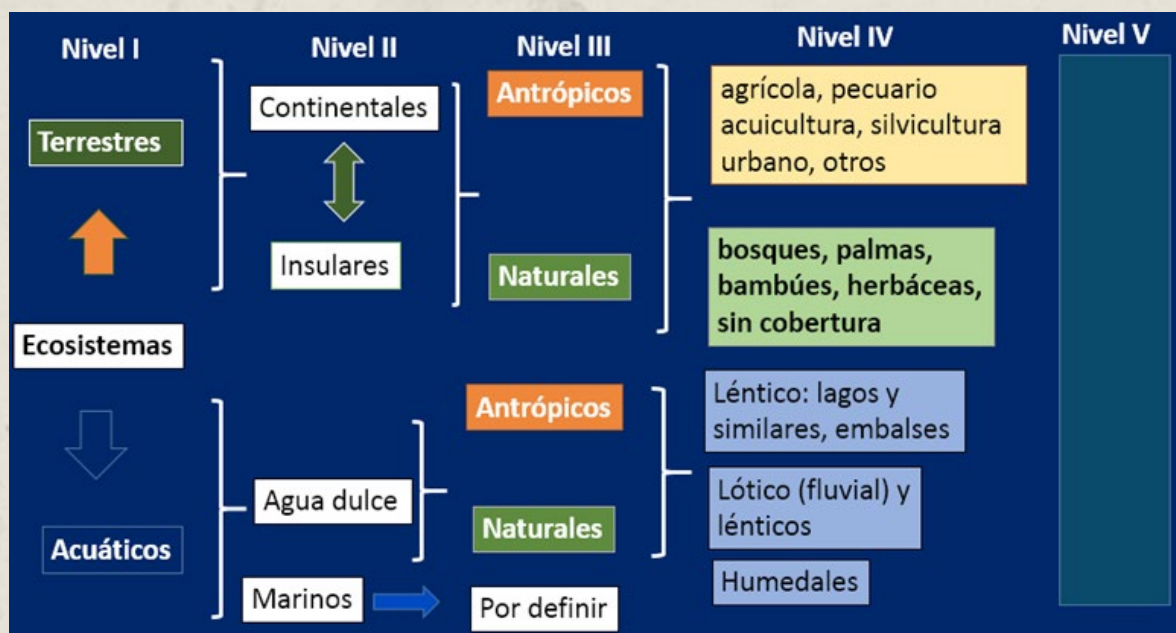 Nivel I
Nivel II
Nivel III
Nivel IV
Nivel V
Terrestres
Ecosistemas
Acuáticos
Continentales
Insulares
Agua dulce
Marinos
Antrópicos
Naturales
Antrópicos
Naturales
Por definir
agrícola, pecuario
acuicultura, silvicultura
urbano, otros
bosques, palmas,
bambúes, herbáceas,
sin cobertura
Léntico: lagos y
similares, embalses
Lótico (fluvial) y
lénticos
Humedales